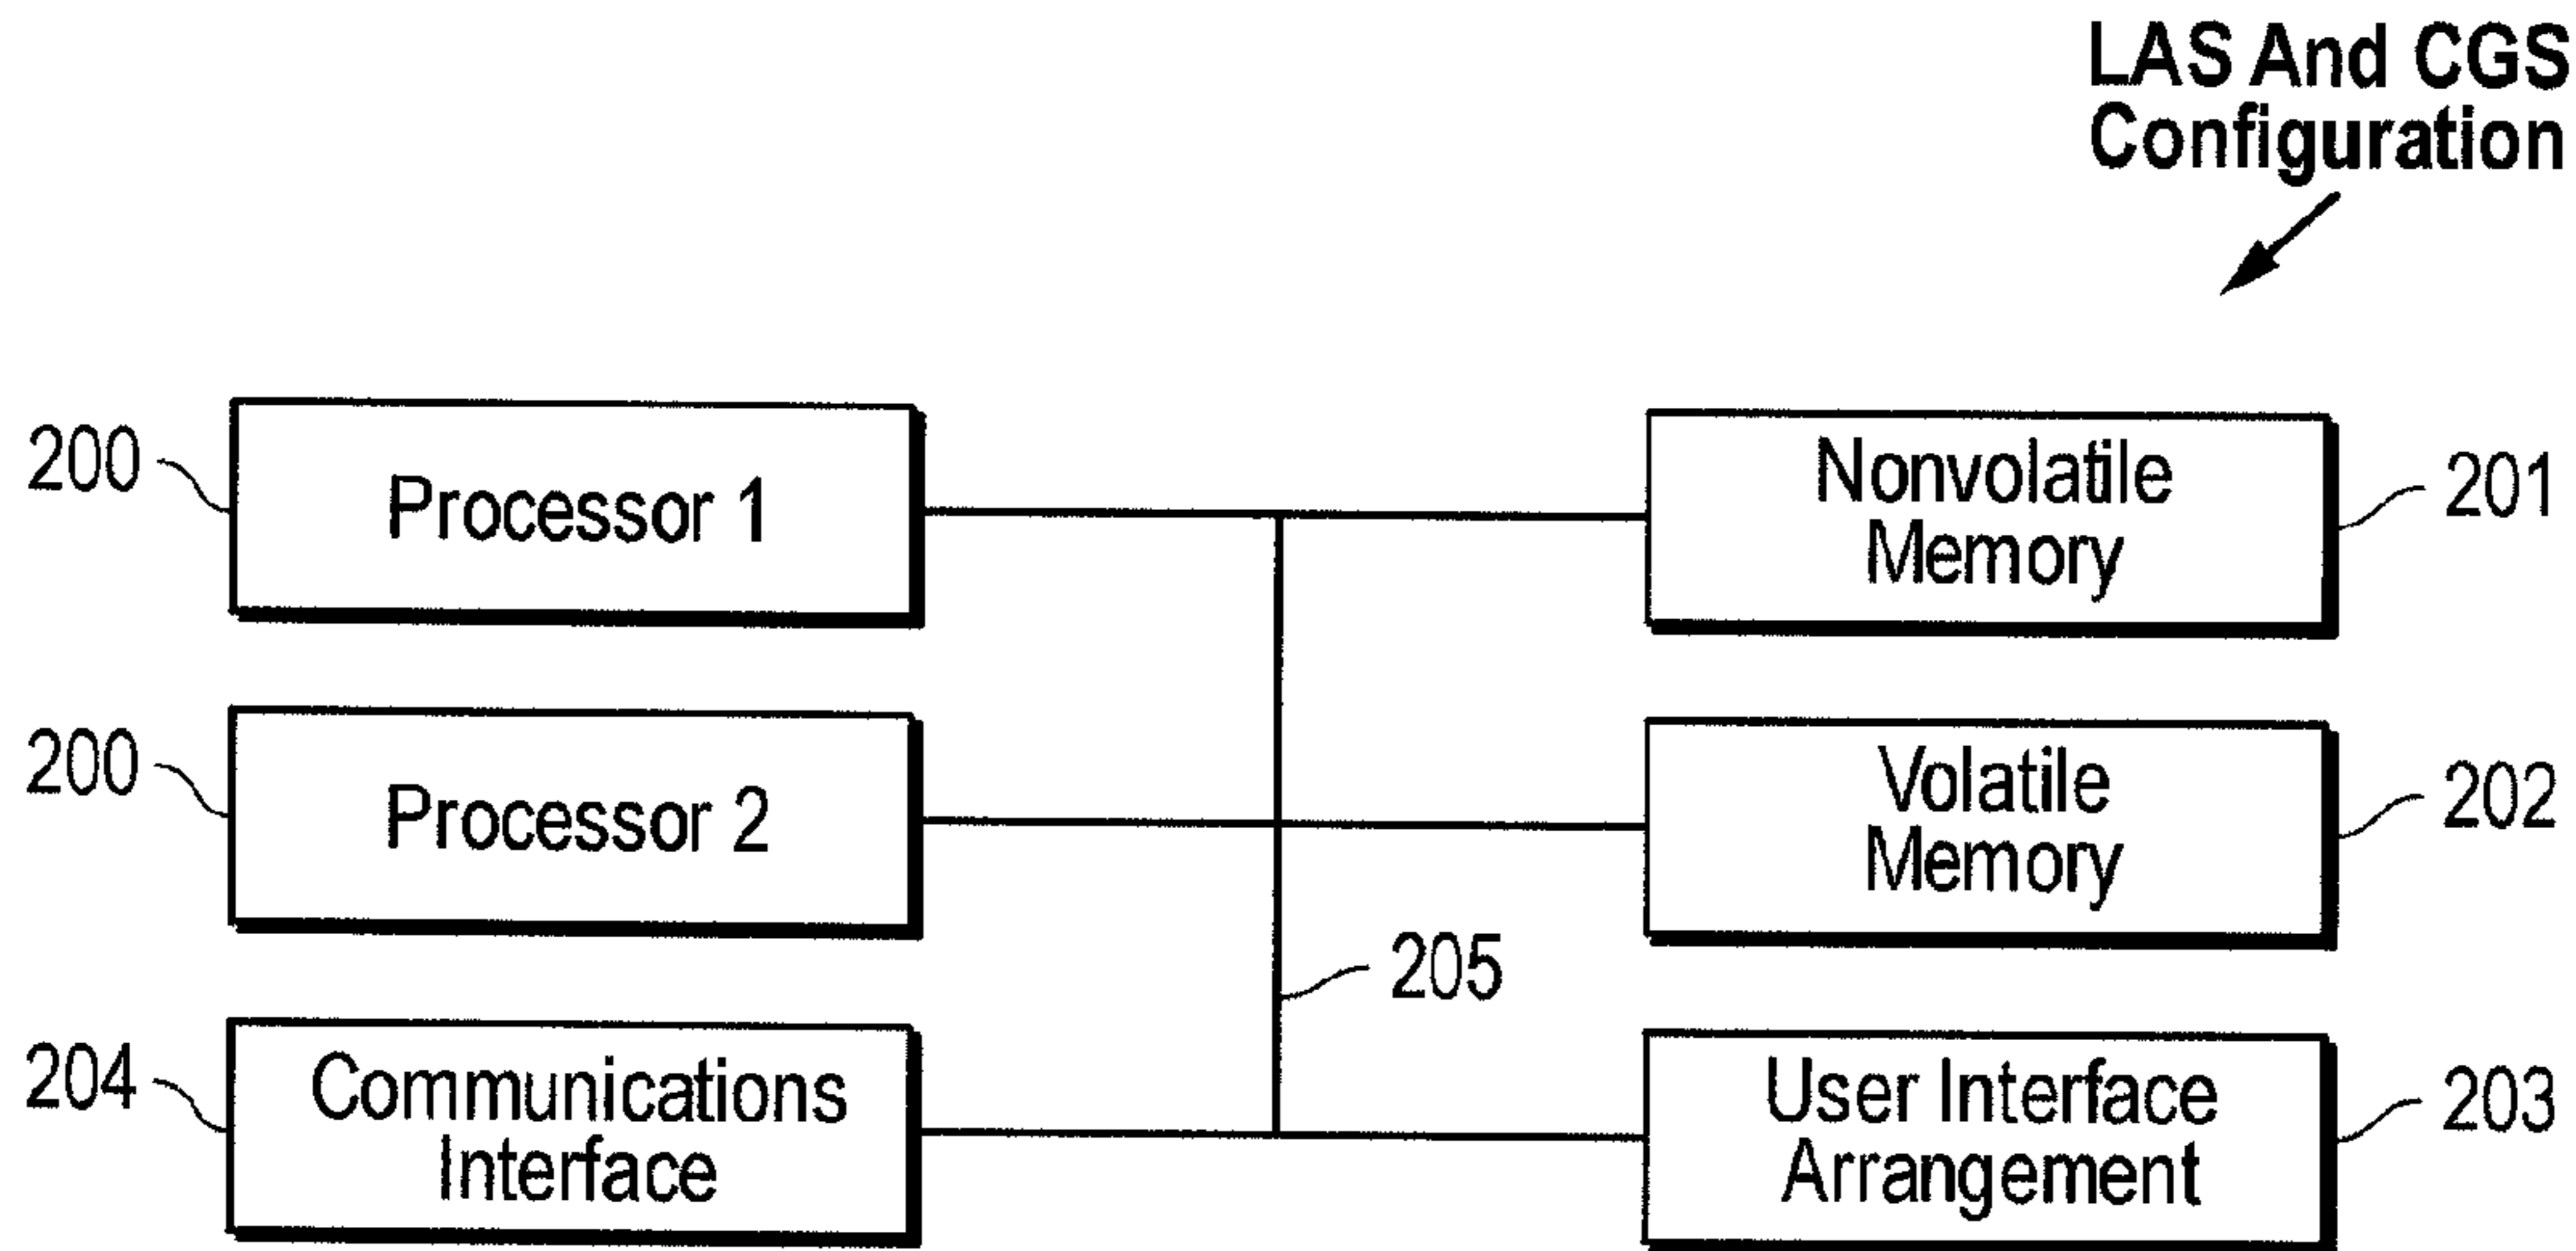 LAS And CGS
Configuration
200
Processor 1
Nonvolatile
Memory
201
200
Processor 2
Volatile
Memory
202
205
204
Communications
Interface
User Interface
Arrangement
203